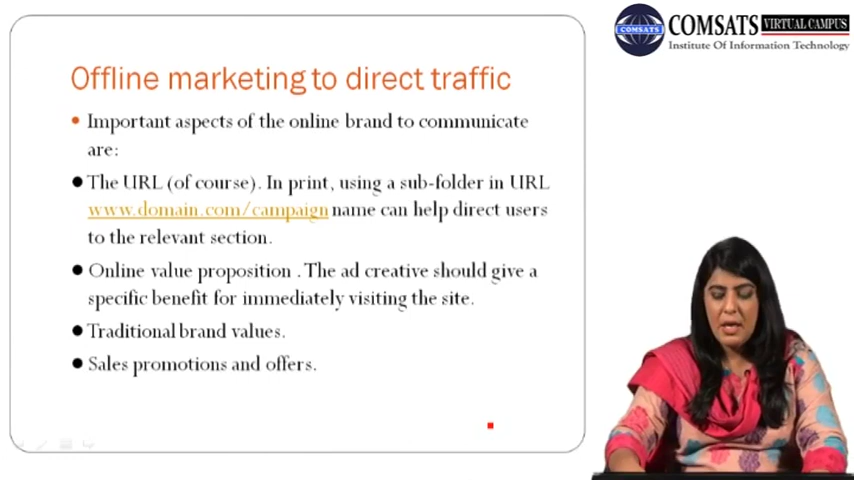 COMSATS VIRTUAL CAMPUS
Institute Of Information Technology
COMSATS
Offline marketing to direct traffic
• Important aspects of the online brand to communicate
are:
● The URL (of course). In print, using a sub-folder in URL
www.domain.com/campaign name can help direct users
to the relevant section.
● Online value proposition . The ad creative should give a
specific benefit for immediately visiting the site.
● Traditional brand values.
● Sales promotions and offers.